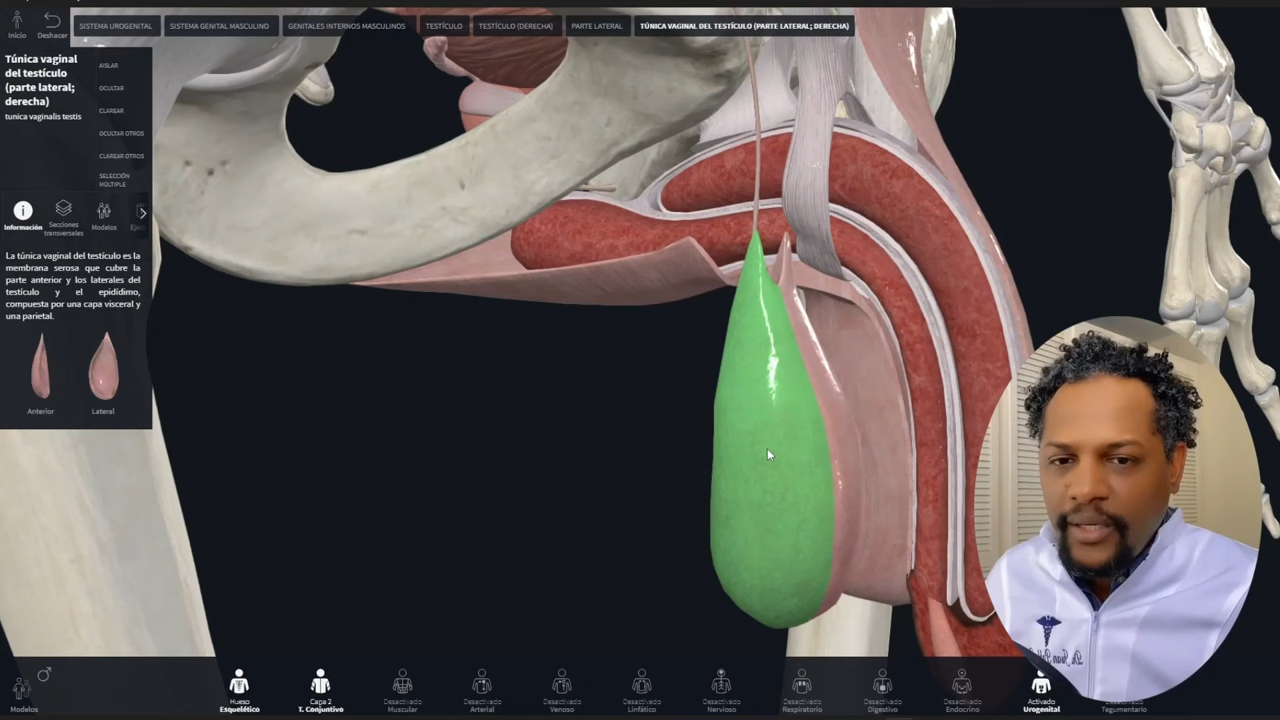 SISTEMA UROGENITAL
SISTEMA GENITAL MASCULINO
GENITALES INTERNOS MASCULINOS
TESTÍCULO
TESTÍCULO (DERECHA)
PARTE LATERAL
TÚNICA VAGINAL DEL TESTÍCULO (PARTE LATERAL; DERECHA)
Inicio
Deshacer
Túnica vaginal
del testículo
(parte lateral;
derecha)
tunica vaginalis testis
AISLAR
OCULTAR
CLAREAR
OCULTAR OTROS
CLAREAR OTROS
SELECCIÓN
MÚLTIPLE
Información
Secciones
transversales
Modelos
La túnica vaginal del testículo es la
membrana serosa que cubre la
parte anterior y los laterales del
testículo y el epidídimo,
compuesta por una capa visceral y
una parietal.
Anterior
Lateral
Modelos
Hueso
Esquelético
Capa 2
T. Conjuntivo
Desactivado
Muscular
Desactivado
Arterial
Desactivado
Venoso
Desactivado
Linfático
Desactivado
Nervioso
Desactivado
Respiratorio
Desactivado
Digestivo
Desactivado
Endocrino
Activado
Urogenital
Desactivado
Tegumentario